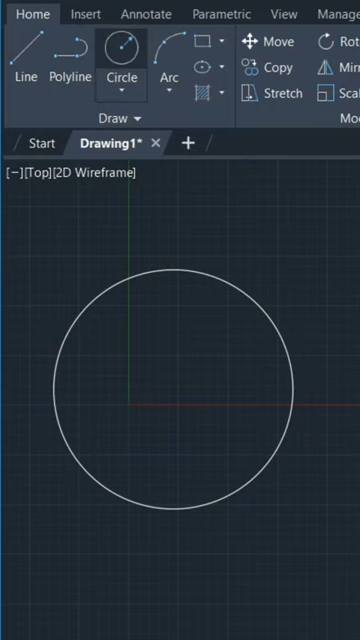 Home Insert Annotate Parametric View Manage
Line Polyline Circle Arc Move
Copy
Stretch
Draw
Start Drawing1* × +
[−][Top][2D Wireframe]